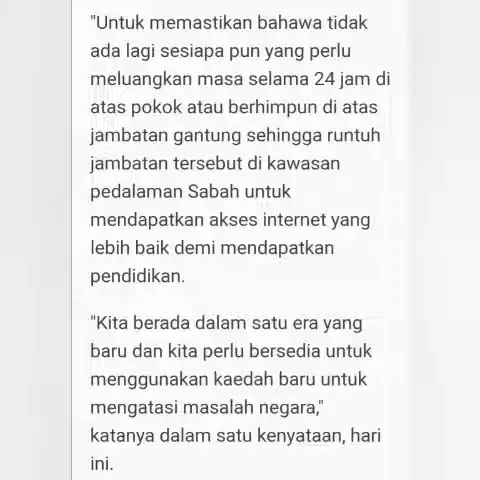 "Untuk memastikan bahawa tidak
ada lagi sesiapa pun yang perlu
meluangkan masa selama 24 jam di
atas pokok atau berhimpun di atas
jambatan gantung sehingga runtuh
jambatan tersebut di kawasan
pedalaman Sabah untuk
mendapatkan akses internet yang
lebih baik demi mendapatkan
pendidikan.
"Kita berada dalam satu era yang
baru dan kita perlu bersedia untuk
menggunakan kaedah baru untuk
mengatasi masalah negara,"
katanya dalam satu kenyataan, hari
ini.